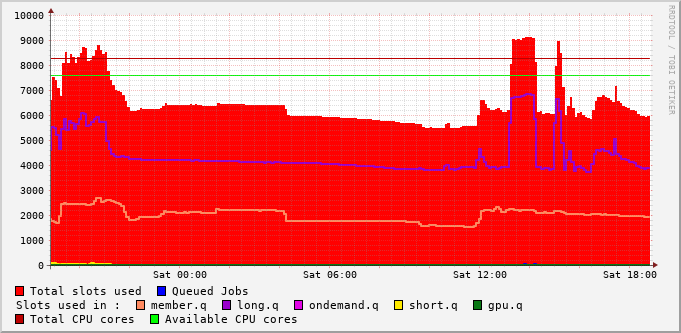 10000
9000
8000
7000
6000
5000
4000
3000
2000
1000
0
Sat 00:00 Sat 06:00 Sat 12:00 Sat 18:00
RRDTOOL / TOBI OETIKER
Total slots used Queued Jobs
Slots used in : member.q long.q ondemand.q short.q gpu.q
Total CPU cores Available CPU cores